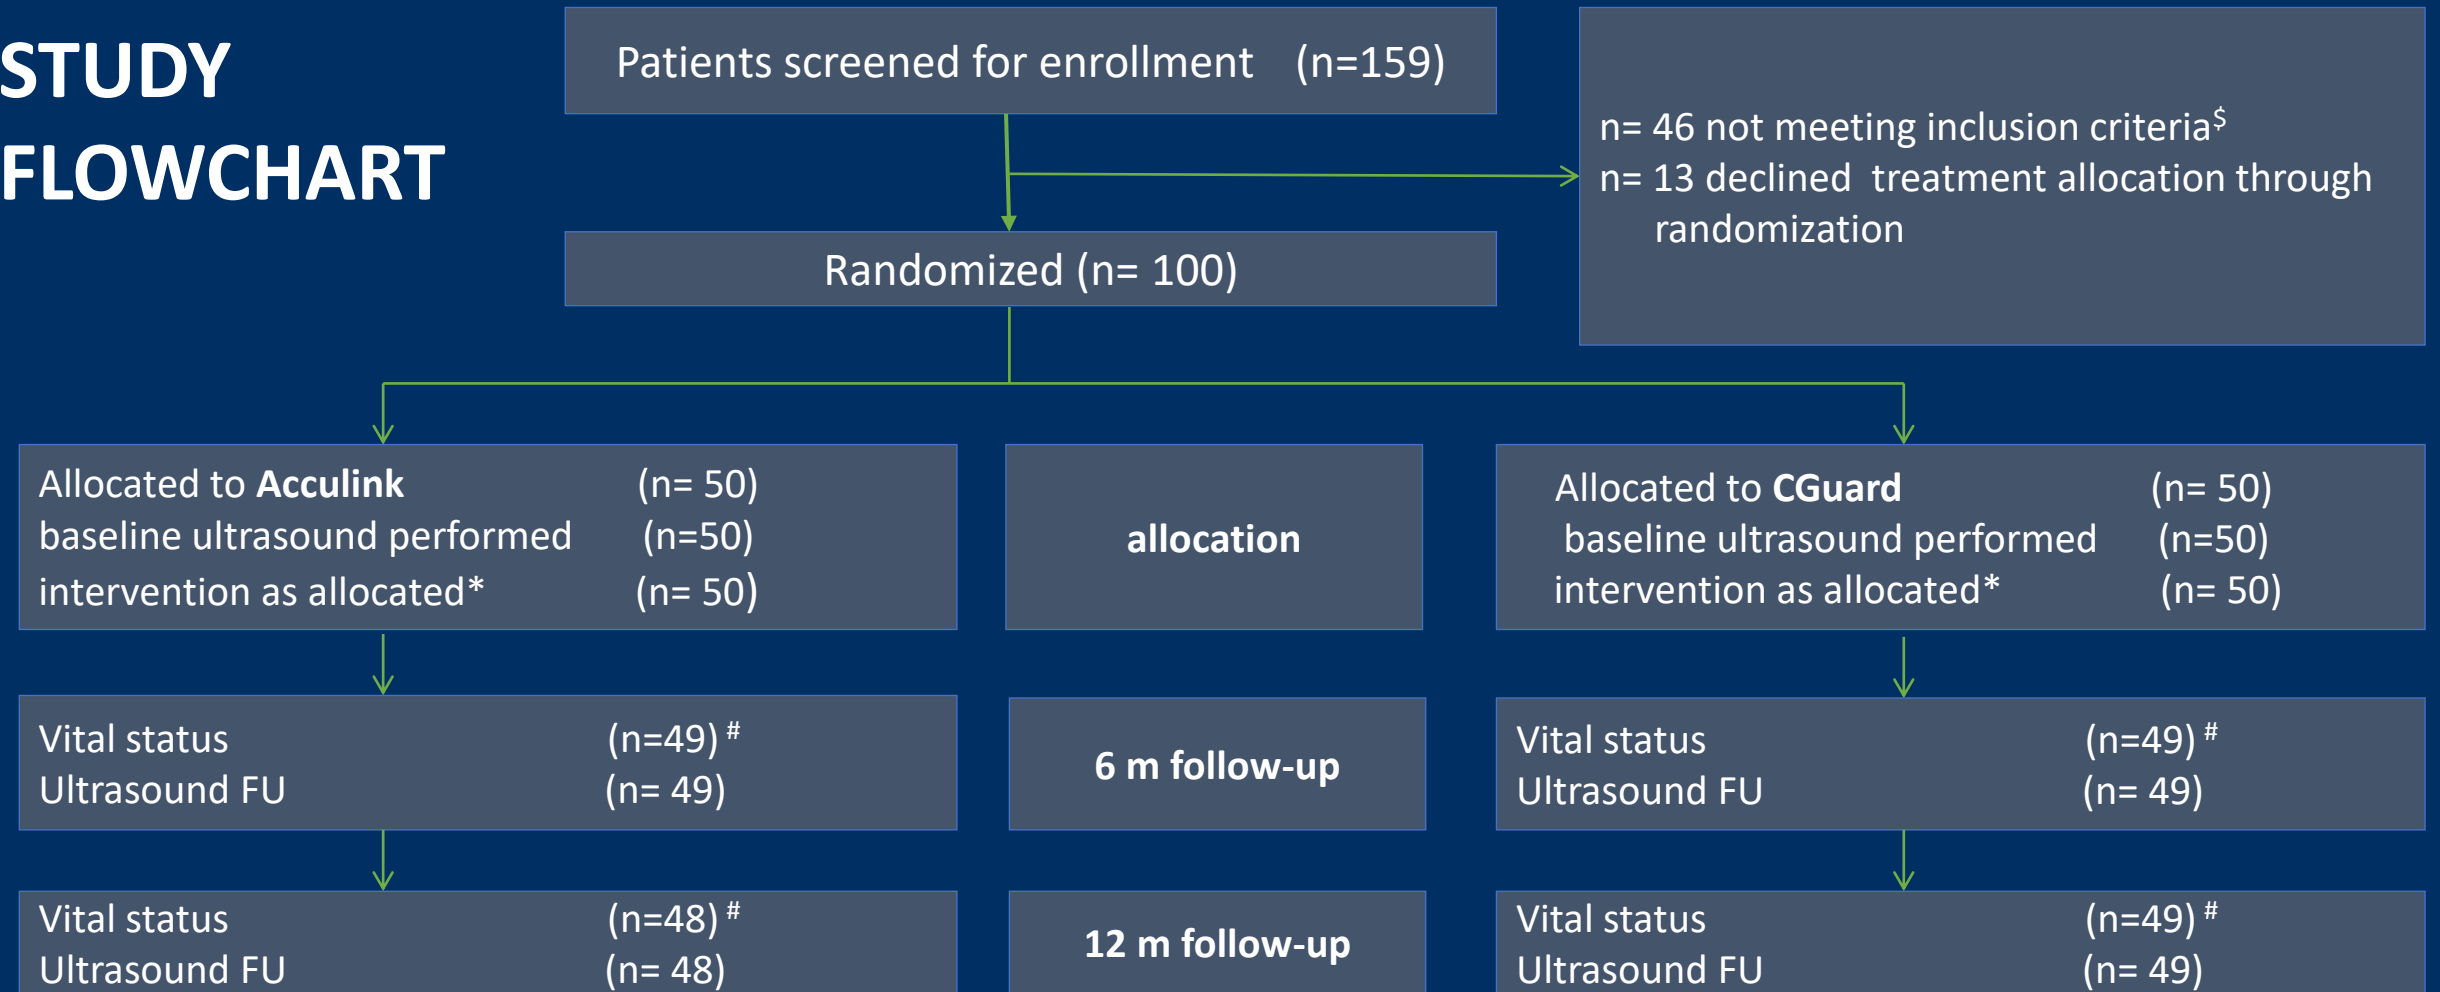 STUDY
FLOWCHART
Patients screened for enrollment (n=159)
n= 46 not meeting inclusion criteria$
n= 13 declined treatment allocation through
randomization
Randomized (n= 100)
Allocated to Acculink (n= 50)
baseline ultrasound performed (n=50)
intervention as allocated* (n= 50)
allocation
Allocated to CGuard (n= 50)
baseline ultrasound performed (n=50)
intervention as allocated* (n= 50)
Vital status (n=49) #
Ultrasound FU (n= 49)
6 m follow-up
Vital status (n=49) #
Ultrasound FU (n= 49)
Vital status (n=48) #
Ultrasound FU (n= 48)
12 m follow-up
Vital status (n=49) #
Ultrasound FU (n= 49)